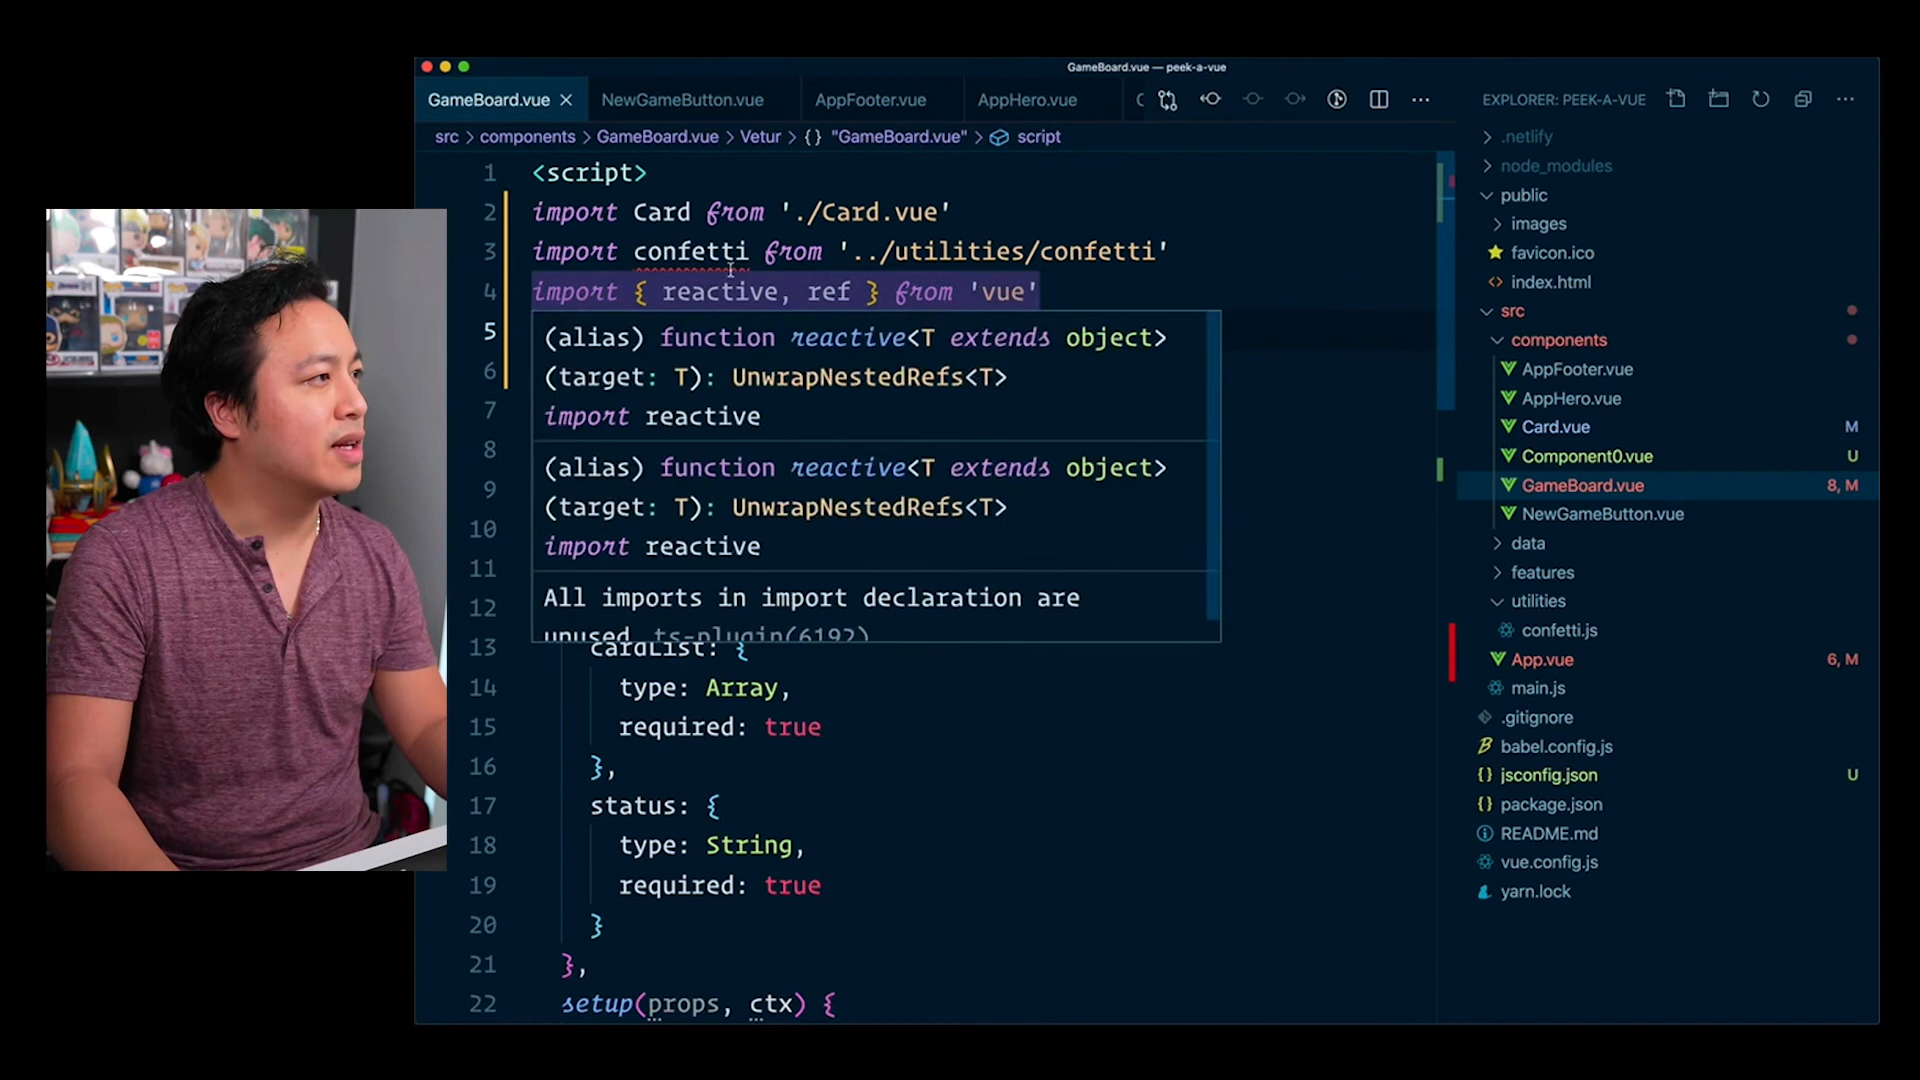 GameBoard.vue — peek-a-vue
GameBoard.vue
NewGameButton.vue
AppFooter.vue
AppHero.vue
EXPLORER: PEEK-A-VUE
src > components > GameBoard.vue > Vetur > {} "GameBoard.vue" > script
1 <script>
2 import Card from './Card.vue'
3 import confetti from '../utilities/confetti'
4 import { reactive, ref } from 'vue'
5
6
7
8
9
10
11
12
(alias) function reactive<T extends object>
(target: T): UnwrapNestedRefs<T>
import reactive
(alias) function reactive<T extends object>
(target: T): UnwrapNestedRefs<T>
import reactive
All imports in import declaration are
unused. ts-plugin(6192)
13 cardList: {
14 type: Array,
15 required: true
16 },
17 status: {
18 type: String,
19 required: true
20 }
21 },
22 setup(props, ctx) {
.netlify
node_modules
public
images
favicon.ico
<> index.html
src
components
AppFooter.vue
AppHero.vue
Card.vue M
Component0.vue U
GameBoard.vue 8, M
NewGameButton.vue
data
features
utilities
confetti.js
App.vue 6, M
main.js
.gitignore
babel.config.js
{} jsconfig.json U
{} package.json
README.md
vue.config.js
yarn.lock